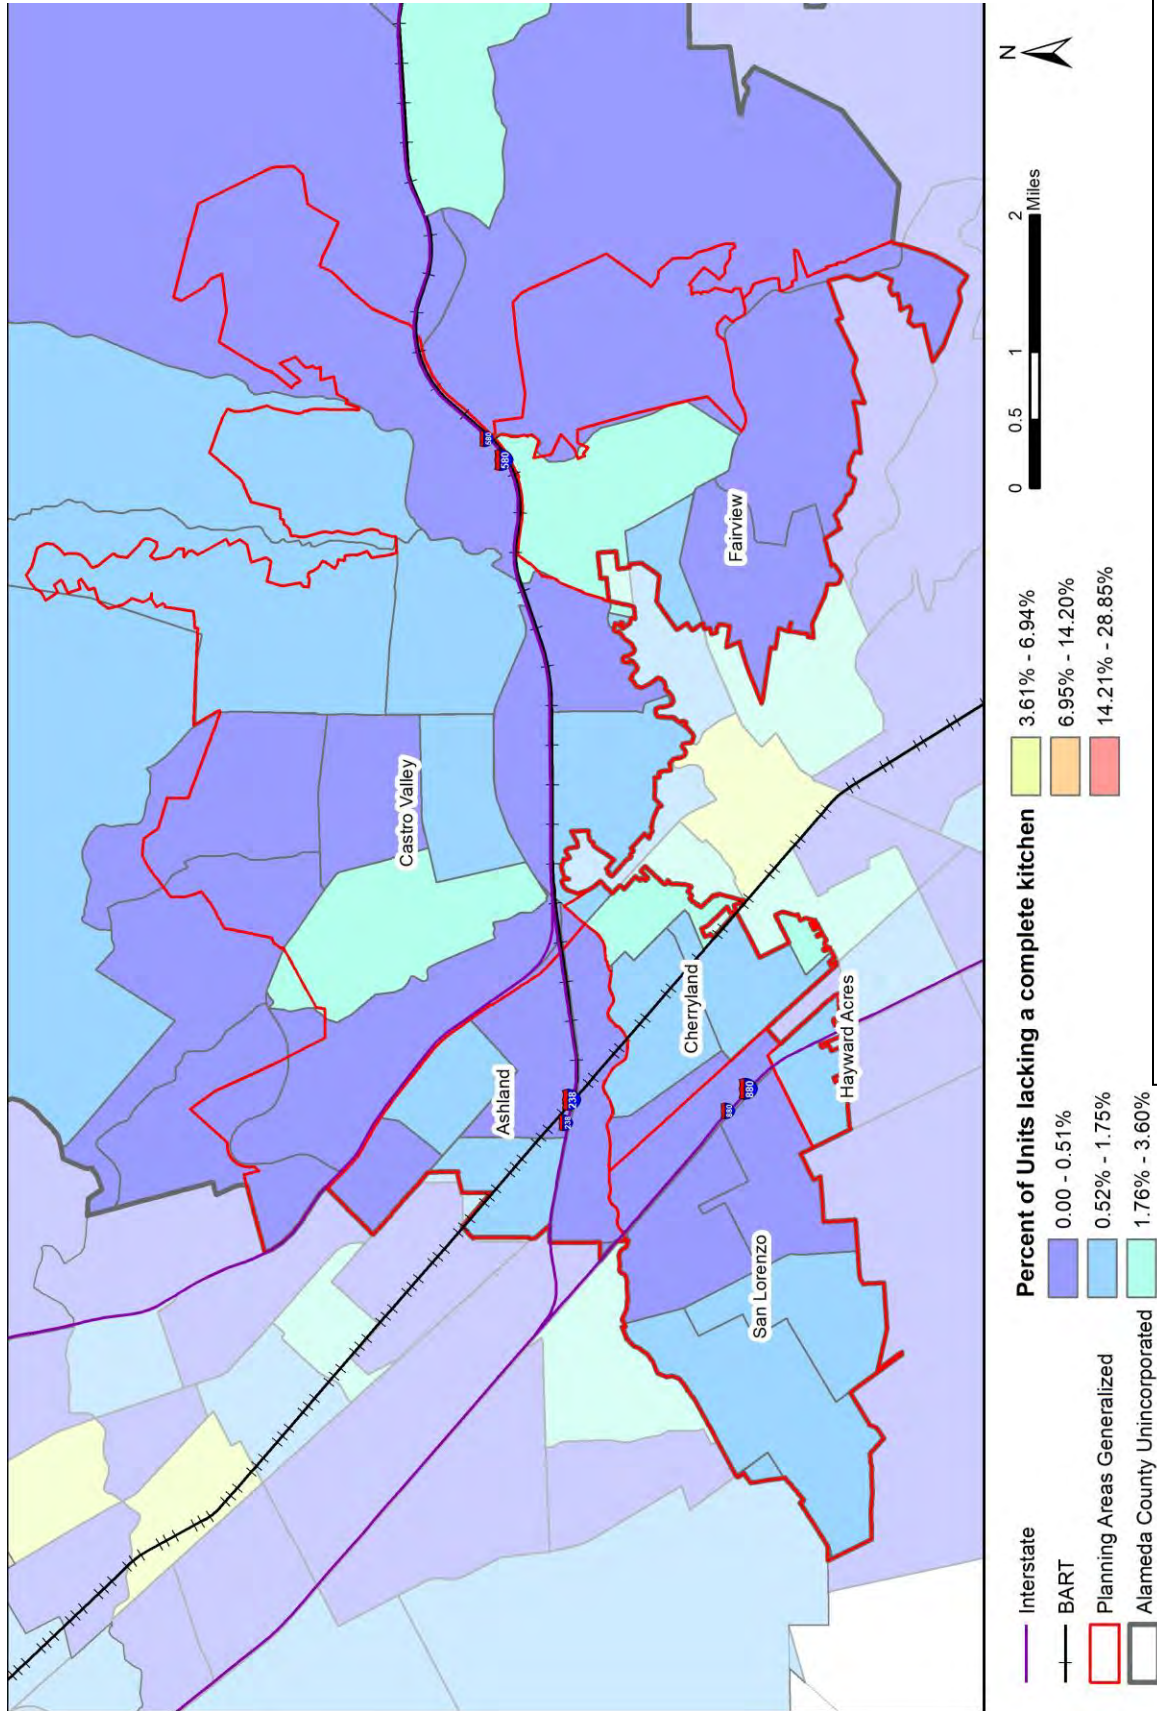 Castro Valley
Ashland
Cherryland
Hayward Acres
San Lorenzo
Fairview
580
580
238
238
880
880
N
0 0.5 1 2
Miles
Interstate
BART
Planning Areas Generalized
Alameda County Unincorporated
Percent of Units lacking a complete kitchen
0.00 - 0.51%
0.52% - 1.75%
1.76% - 3.60%
3.61% - 6.94%
6.95% - 14.20%
14.21% - 28.85%